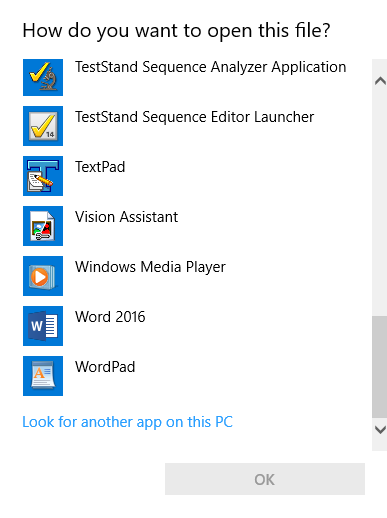 How do you want to open this file?
TestStand Sequence Analyzer Application
TestStand Sequence Editor Launcher
14
TextPad
Vision Assistant
Windows Media Player
W
Word 2016
A
WordPad
Look for another app on this PC
OK